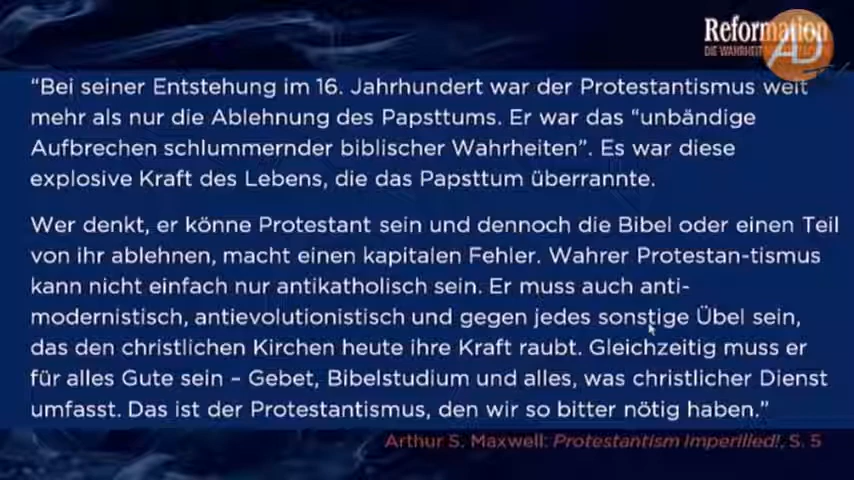 Reformation
DIE WAHRHEIT
“Bei seiner Entstehung im 16. Jahrhundert war der Protestantismus weit
mehr als nur die Ablehnung des Papsttums. Er war das “unbändige
Aufbrechen schlummernder biblischer Wahrheiten”. Es war diese
explosive Kraft des Lebens, die das Papsttum überrannte.
Wer denkt, er könne Protestant sein und dennoch die Bibel oder einen Teil
von ihr ablehnen, macht einen kapitalen Fehler. Wahrer Protestan-tismus
kann nicht einfach nur antikatholisch sein. Er muss auch anti-
modernistisch, antievolutionistisch und gegen jedes sonstige Übel sein,
das den christlichen Kirchen heute ihre Kraft raubt. Gleichzeitig muss er
für alles Gute sein – Gebet, Bibelstudium und alles, was christlicher Dienst
umfasst. Das ist der Protestantismus, den wir so bitter nötig haben.”
Arthur S. Maxwell: Protestantism Imperilled!, S. 5